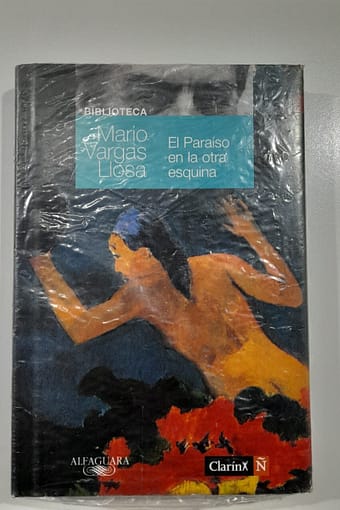 BIBLIOTECA
Mario
Vargas
Llosa
El Paraíso
en la otra
esquina
ALFAGUARA
Clarín
Ñ